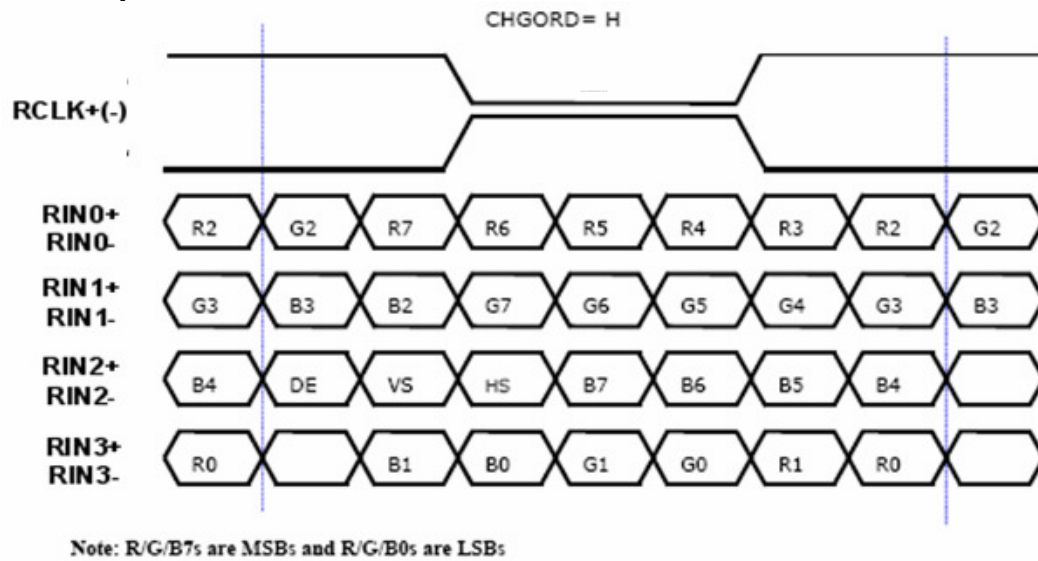 CHGORD= H
RCLK+(-)
RIN0+
RIN0-
R2 G2 R7 R6 R5 R4 R3 R2 G2
RIN1+
RIN1-
G3 B3 B2 G7 G6 G5 G4 G3 B3
RIN2+
RIN2-
B4 DE VS HS B7 B6 B5 B4
RIN3+
RIN3-
R0 B1 B0 G1 G0 R1 R0
Note: R/G/B7s are MSBs and R/G/B0s are LSBs